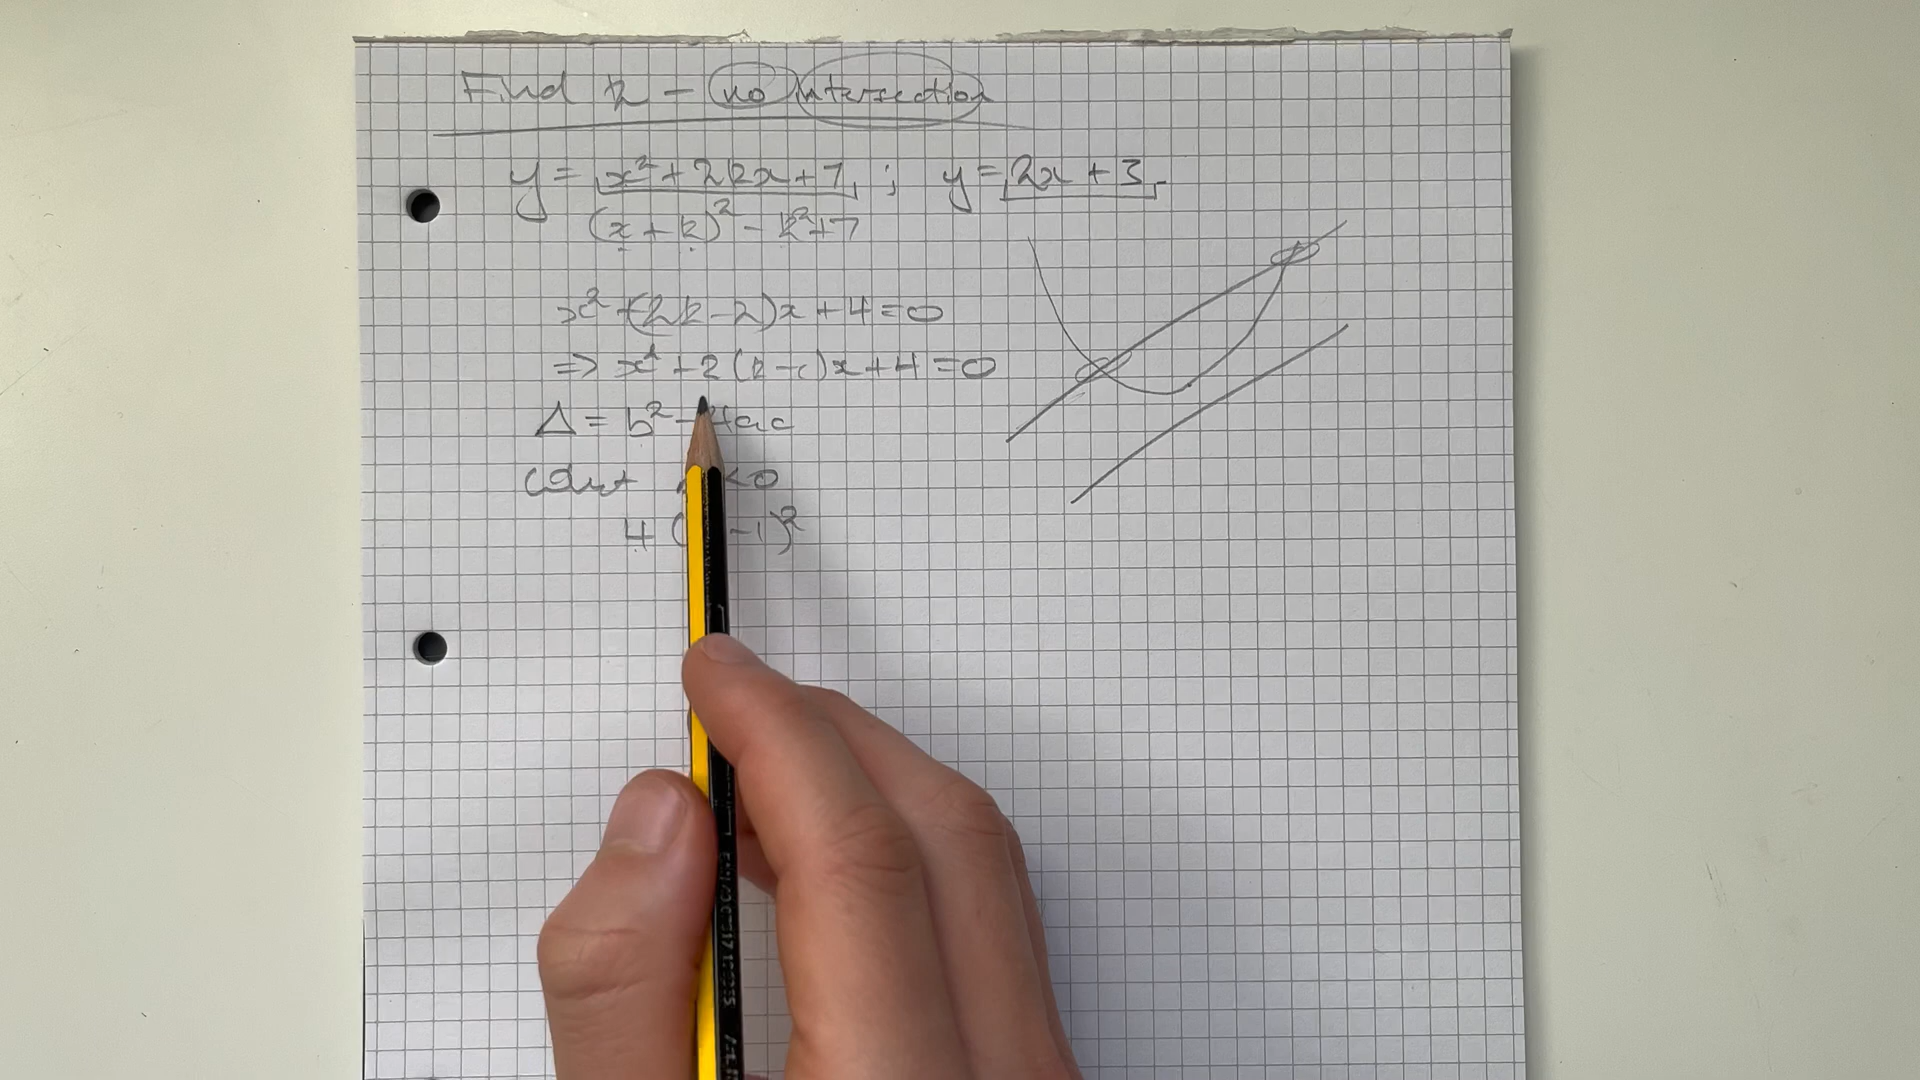 Find k - no intersection
y = x² + 2kx + 7 ; y = 2x + 3
(x + k)² - k² + 7
x² + (2k - 2)x + 4 = 0
=> x² + 2(k - 1)x + 4 = 0
Δ = b² - 4ac
want < 0
4( - 1)²